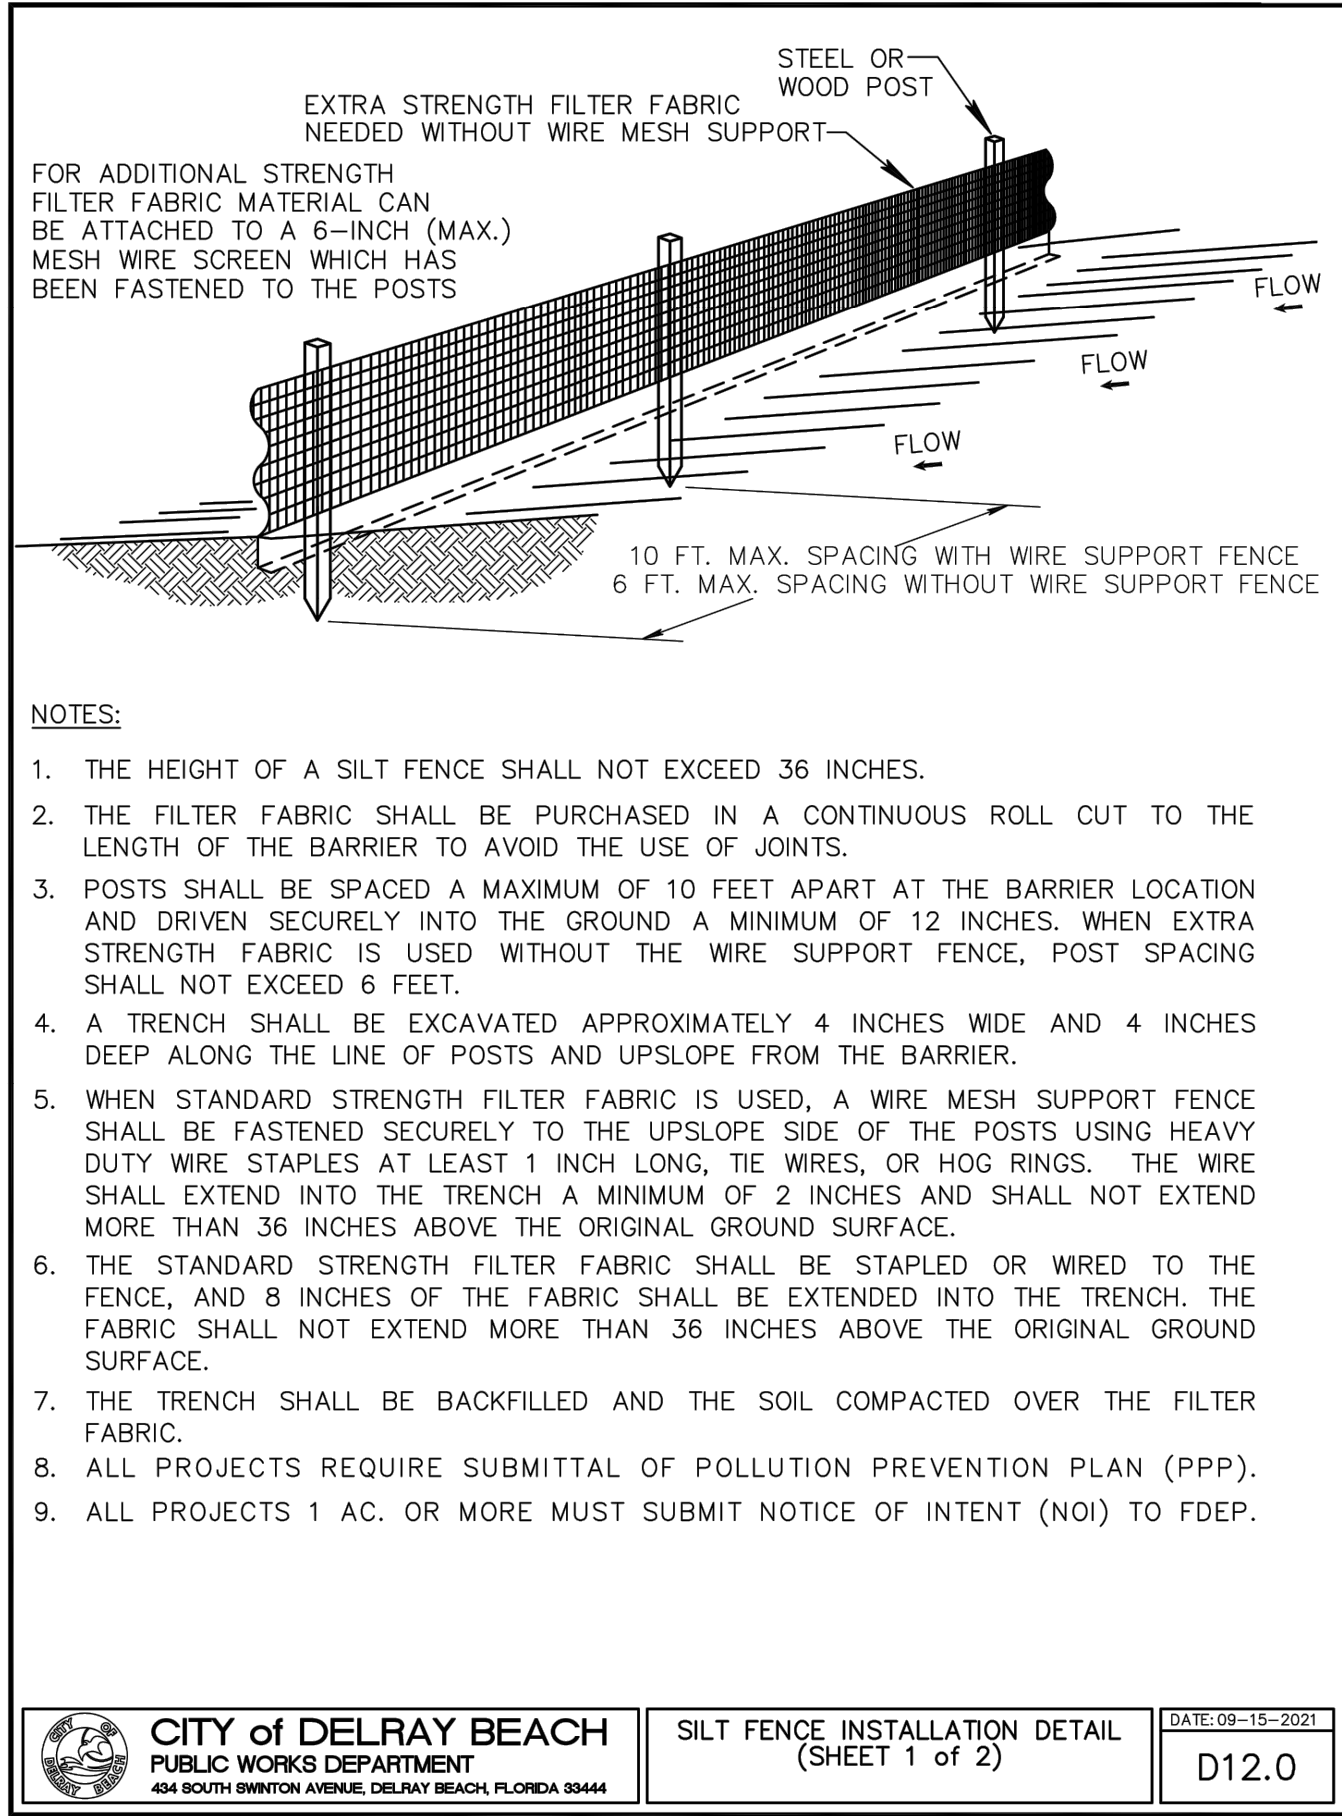 STEEL OR
WOOD POST
EXTRA STRENGTH FILTER FABRIC
NEEDED WITHOUT WIRE MESH SUPPORT
FOR ADDITIONAL STRENGTH
FILTER FABRIC MATERIAL CAN
BE ATTACHED TO A 6-INCH (MAX.)
MESH WIRE SCREEN WHICH HAS
BEEN FASTENED TO THE POSTS
FLOW
FLOW
FLOW
10 FT. MAX. SPACING WITH WIRE SUPPORT FENCE
6 FT. MAX. SPACING WITHOUT WIRE SUPPORT FENCE
NOTES:
1. THE HEIGHT OF A SILT FENCE SHALL NOT EXCEED 36 INCHES.
2. THE FILTER FABRIC SHALL BE PURCHASED IN A CONTINUOUS ROLL CUT TO THE
LENGTH OF THE BARRIER TO AVOID THE USE OF JOINTS.
3. POSTS SHALL BE SPACED A MAXIMUM OF 10 FEET APART AT THE BARRIER LOCATION
AND DRIVEN SECURELY INTO THE GROUND A MINIMUM OF 12 INCHES. WHEN EXTRA
STRENGTH FABRIC IS USED WITHOUT THE WIRE SUPPORT FENCE, POST SPACING
SHALL NOT EXCEED 6 FEET.
4. A TRENCH SHALL BE EXCAVATED APPROXIMATELY 4 INCHES WIDE AND 4 INCHES
DEEP ALONG THE LINE OF POSTS AND UPSLOPE FROM THE BARRIER.
5. WHEN STANDARD STRENGTH FILTER FABRIC IS USED, A WIRE MESH SUPPORT FENCE
SHALL BE FASTENED SECURELY TO THE UPSLOPE SIDE OF THE POSTS USING HEAVY
DUTY WIRE STAPLES AT LEAST 1 INCH LONG, TIE WIRES, OR HOG RINGS. THE WIRE
SHALL EXTEND INTO THE TRENCH A MINIMUM OF 2 INCHES AND SHALL NOT EXTEND
MORE THAN 36 INCHES ABOVE THE ORIGINAL GROUND SURFACE.
6. THE STANDARD STRENGTH FILTER FABRIC SHALL BE STAPLED OR WIRED TO THE
FENCE, AND 8 INCHES OF THE FABRIC SHALL BE EXTENDED INTO THE TRENCH. THE
FABRIC SHALL NOT EXTEND MORE THAN 36 INCHES ABOVE THE ORIGINAL GROUND
SURFACE.
7. THE TRENCH SHALL BE BACKFILLED AND THE SOIL COMPACTED OVER THE FILTER
FABRIC.
8. ALL PROJECTS REQUIRE SUBMITTAL OF POLLUTION PREVENTION PLAN (PPP).
9. ALL PROJECTS 1 AC. OR MORE MUST SUBMIT NOTICE OF INTENT (NOI) TO FDEP.
CITY OF
DELRAY BEACH
CITY of DELRAY BEACH
PUBLIC WORKS DEPARTMENT
434 SOUTH SWINTON AVENUE, DELRAY BEACH, FLORIDA 33444
SILT FENCE INSTALLATION DETAIL
(SHEET 1 of 2)
DATE: 09-15-2021
D12.0